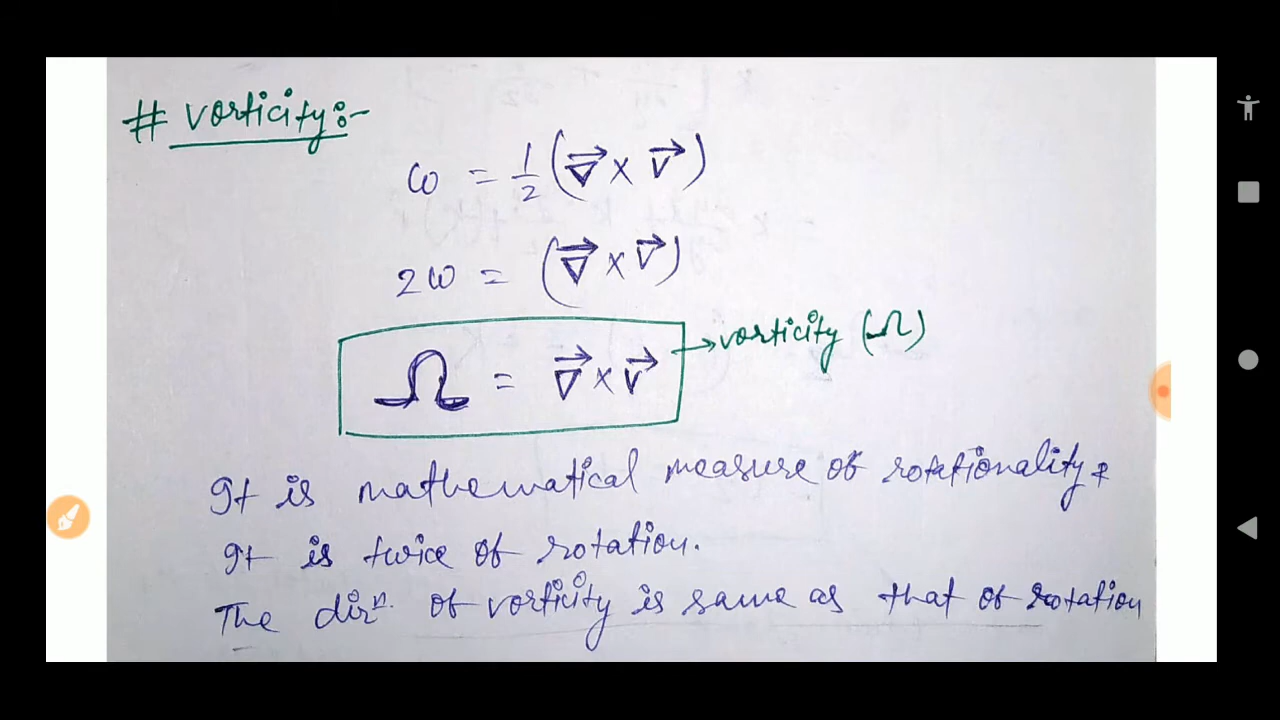 # Vorticity:-
ω = 1/2 (∇⃗ × V⃗)
2ω = (∇⃗ × V⃗)
Ω = ∇⃗ × V⃗ → vorticity (Ω)
It is mathematical measure of rotationality &
It is twice of rotation.
The dirⁿ. of vorticity is same as that of rotation